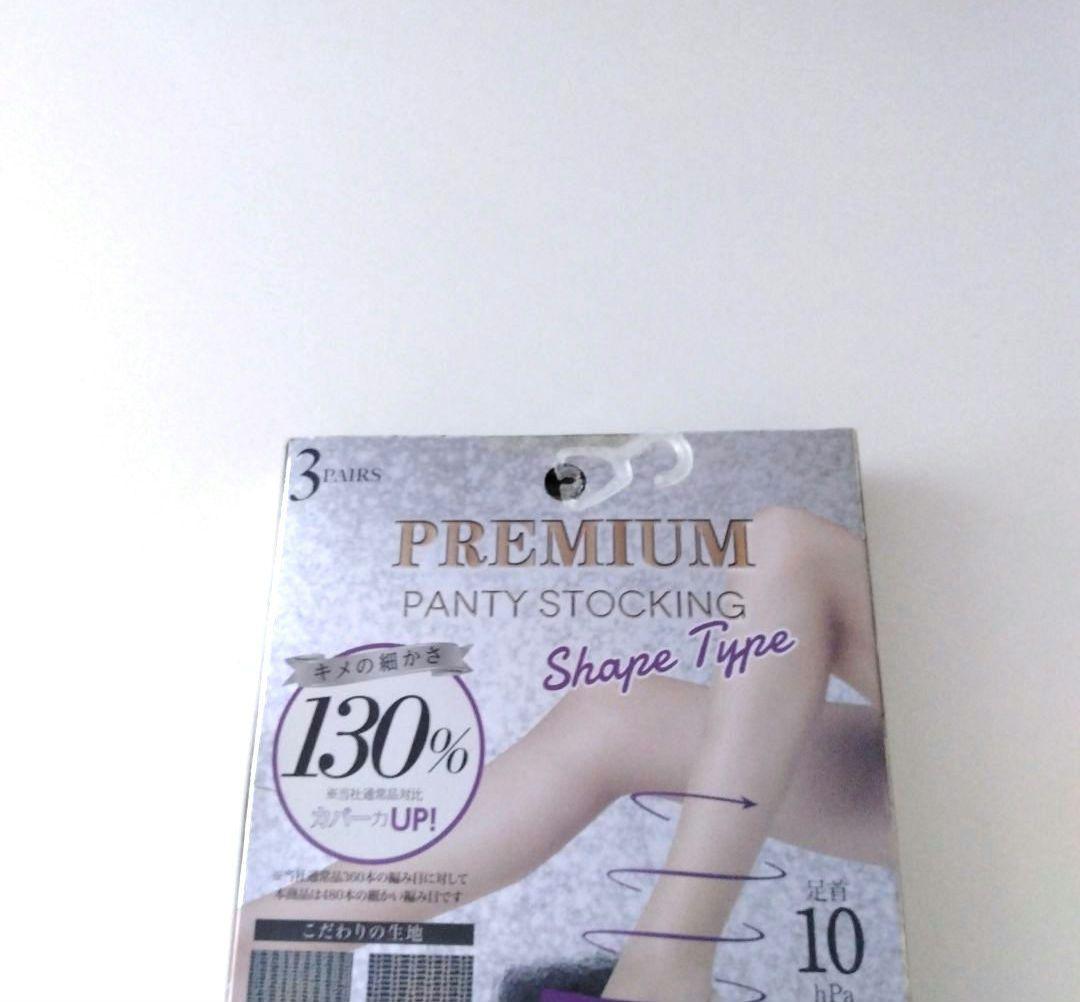 3 PAIRS
PREMIUM
PANTY STOCKING
Shape Type
キメの細かさ
130%
※当社通常品対比
カバー力UP!
※当社通常品360本の編み目に対して
本商品は480本の細かい編み目です
こだわりの生地
足首
10
hPa